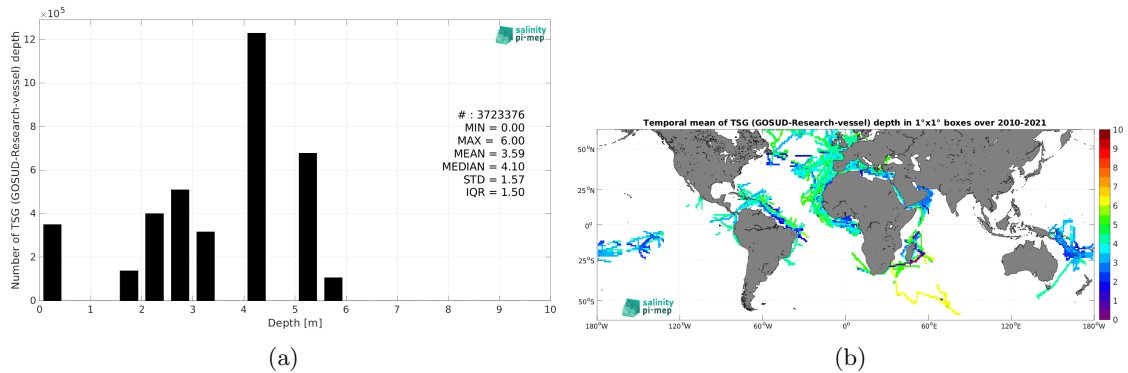 ×10⁵
12
10
8
6
4
2
0
Number of TSG (GOSUD-Research-vessel) depth
salinity
pi-mep
# : 3723376
MIN = 0.00
MAX = 6.00
MEAN = 3.59
MEDIAN = 4.10
STD = 1.57
IQR = 1.50
0 1 2 3 4 5 6 7 8 9 10
Depth [m]
(a)
Temporal mean of TSG (GOSUD-Research-vessel) depth in 1°x1° boxes over 2010-2021
50°N
25°N
0°
25°S
50°S
salinity
pi-mep
180°W 120°W 60°W 0° 60°E 120°E 180°W
10
9
8
7
6
5
4
3
2
1
0
(b)